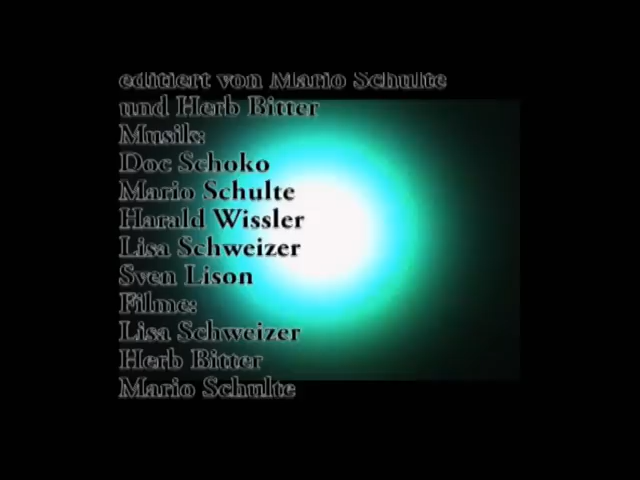 editiert von Mario Schulte
und Herb Bitter
Musik:
Doc Schoko
Mario Schulte
Harald Wissler
Lisa Schweizer
Sven Lison
Filme:
Lisa Schweizer
Herb Bitter
Mario Schulte